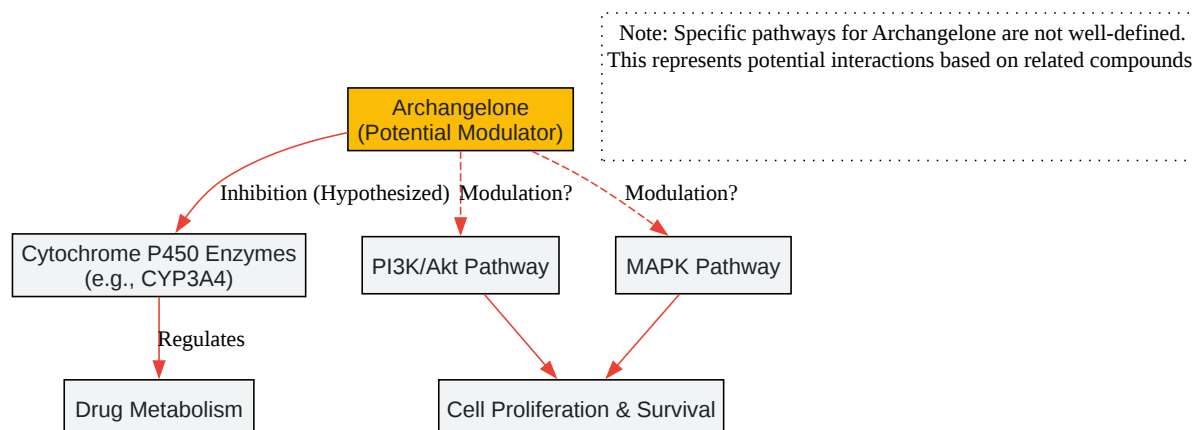 Note: Specific pathways for Archangelone are not well-defined.
This represents potential interactions based on related compounds
Archangelone
(Potential Modulator)
Inhibition (Hypothesized)
Modulation?
Modulation?
Cytochrome P450 Enzymes
(e.g., CYP3A4)
PI3K/Akt Pathway
MAPK Pathway
Regulates
Drug Metabolism
Cell Proliferation & Survival